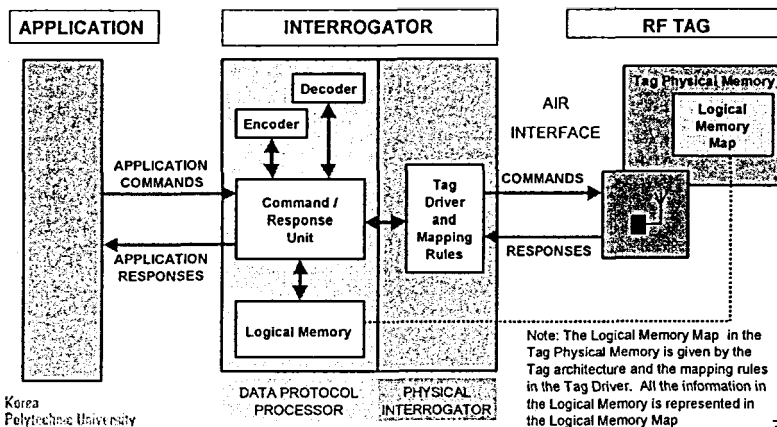 APPLICATION
INTERROGATOR
RF TAG
Decoder
Encoder
Tag Physical Memory
Logical
Memory
Map
AIR
INTERFACE
APPLICATION
COMMANDS
Command /
Response
Unit
Tag
Driver
and
Mapping
Rules
COMMANDS
APPLICATION
RESPONSES
RESPONSES
Logical Memory
DATA PROTOCOL
PROCESSOR
PHYSICAL
INTERROGATOR
Note: The Logical Memory Map in the
Tag Physical Memory is given by the
Tag architecture and the mapping rules
in the Tag Driver. All the information in
the Logical Memory is represented in
the Logical Memory Map
Korea
Polytechnic University